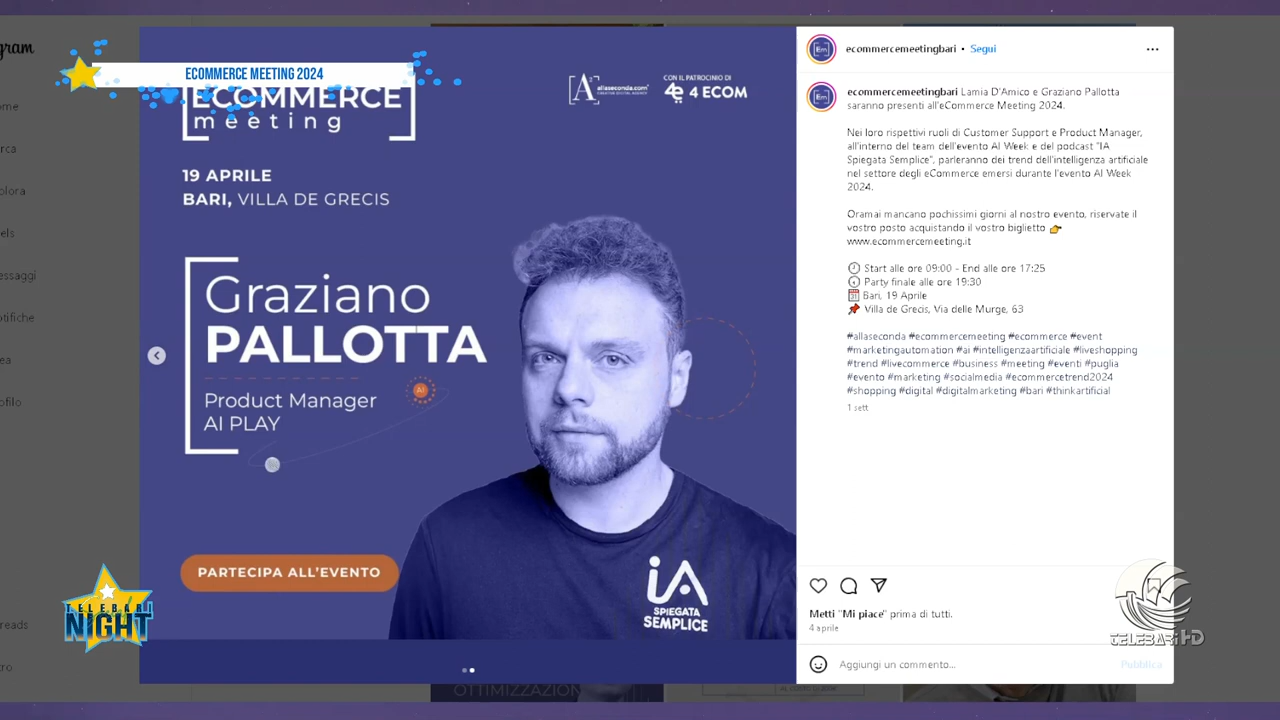 gram
ECOMMERCE MEETING 2024
ECOMMERCE
meeting
allaseconda.com
CON IL PATROCINIO DI
4 ECOM
19 APRILE
BARI, VILLA DE GRECIS
Graziano
PALLOTTA
AI
Product Manager
AI PLAY
PARTECIPA ALL'EVENTO
iA
SPIEGATA
SEMPLICE
TELEBARI
NIGHT
OTTIMIZZAZION
ecommercemeetingbari • Segui
ecommercemeetingbari Lamia D'Amico e Graziano Pallotta
saranno presenti all'eCommerce Meeting 2024.
Nei loro rispettivi ruoli di Customer Support e Product Manager,
all'interno del team dell'evento AI Week e del podcast "IA
Spiegata Semplice", parleranno dei trend dell'intelligenza artificiale
nel settore degli eCommerce emersi durante l'evento AI Week
2024.
Oramai mancano pochissimi giorni al nostro evento, riservate il
vostro posto acquistando il vostro biglietto 👉
www.ecommercemeeting.it
Start alle ore 09:00 - End alle ore 17:25
Party finale alle ore 19:30
Bari, 19 Aprile
Villa de Grecis, Via delle Murge, 63
#allaseconda #ecommercemeeting #ecommerce #event
#marketingautomation #ai #intelligenzaartificiale #liveshopping
#trend #livecommerce #business #meeting #eventi #puglia
#evento #marketing #socialmedia #ecommercetrend2024
#shopping #digital #digitalmarketing #bari #thinkartificial
1 sett
Metti "Mi piace" prima di tutti.
4 aprile
Aggiungi un commento...
Pubblica
TELEBARI HD